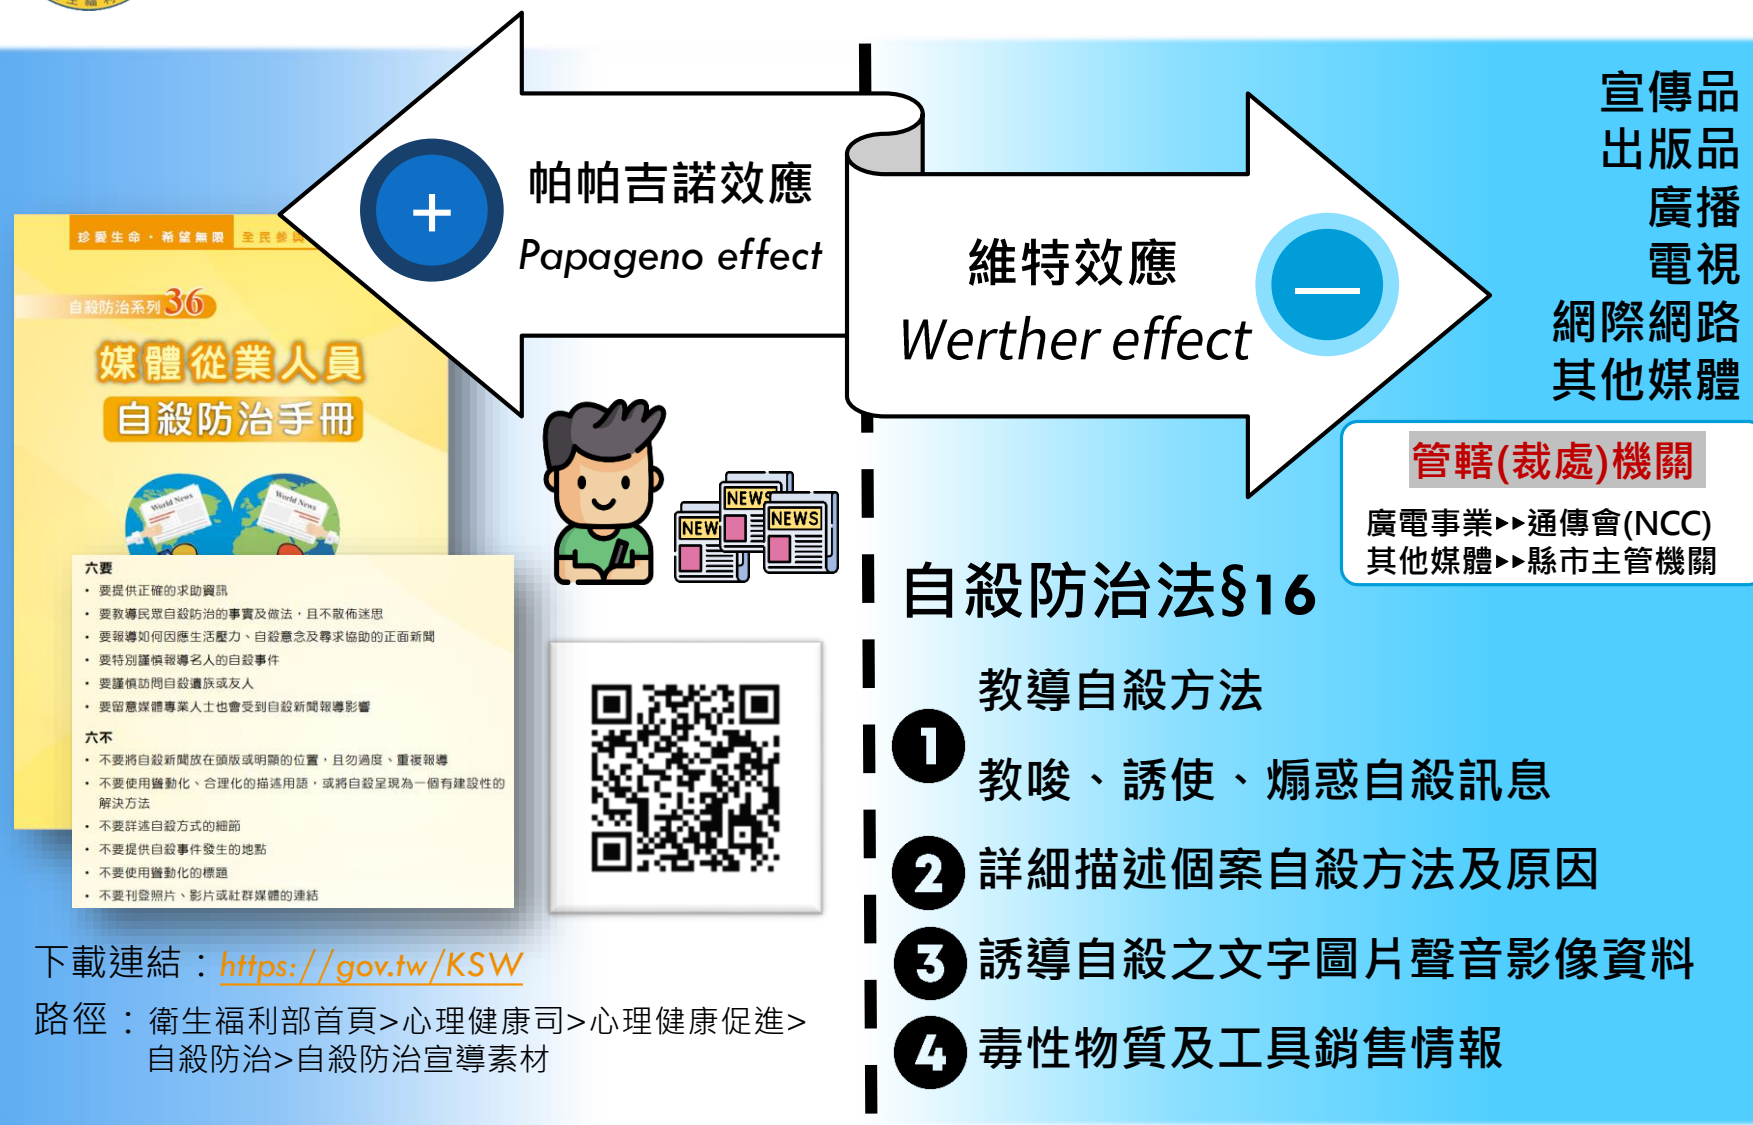 帕帕吉諾效應
Papageno effect
維特效應
Werther effect
宣傳品
出版品
廣播
電視
網際網路
其他媒體
管轄(裁處)機關
廣電事業▸▸通傳會(NCC)
其他媒體▸▸縣市主管機關
珍愛生命・希望無限 全民參與
自殺防治系列36
媒體從業人員
自殺防治手冊
World News
World News
六要
• 要提供正確的求助資訊
• 要教導民眾自殺防治的事實及做法，且不散佈迷思
• 要報導如何因應生活壓力、自殺意念及尋求協助的正面新聞
• 要特別謹慎報導名人的自殺事件
• 要謹慎訪問自殺遺族或友人
• 要留意媒體專業人士也會受到自殺新聞報導影響
六不
• 不要將自殺新聞放在頭版或明顯的位置，且勿過度、重複報導
• 不要使用聳動化、合理化的描述用語，或將自殺呈現為一個有建設性的
解決方法
• 不要詳述自殺方式的細節
• 不要提供自殺事件發生的地點
• 不要使用聳動化的標題
• 不要刊登照片、影片或社群媒體的連結
NEW
NEWS
NEWS
下載連結：https://gov.tw/KSW
路徑：衛生福利部首頁>心理健康司>心理健康促進>
自殺防治>自殺防治宣導素材
自殺防治法§16
1
教導自殺方法
教唆、誘使、煽惑自殺訊息
2 詳細描述個案自殺方法及原因
3 誘導自殺之文字圖片聲音影像資料
4 毒性物質及工具銷售情報